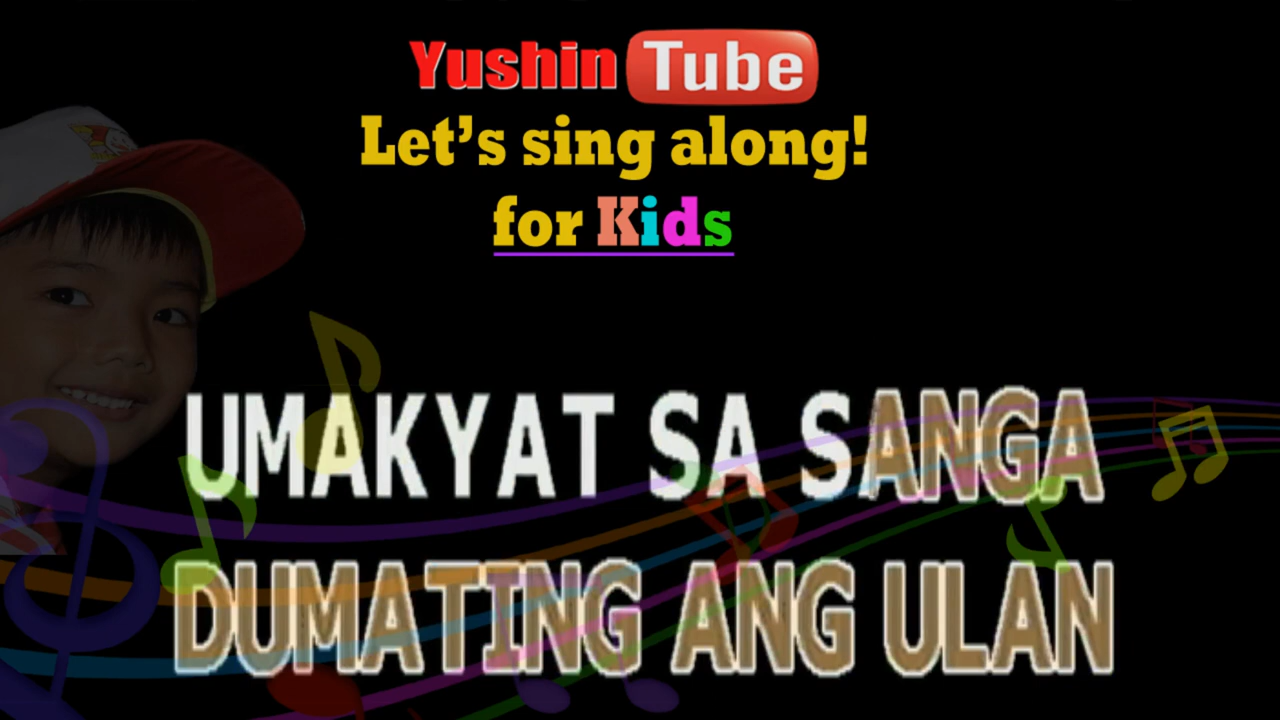 Yushin Tube
Let's sing along!
for Kids
UMAKYAT SA SANGA
DUMATING ANG ULAN